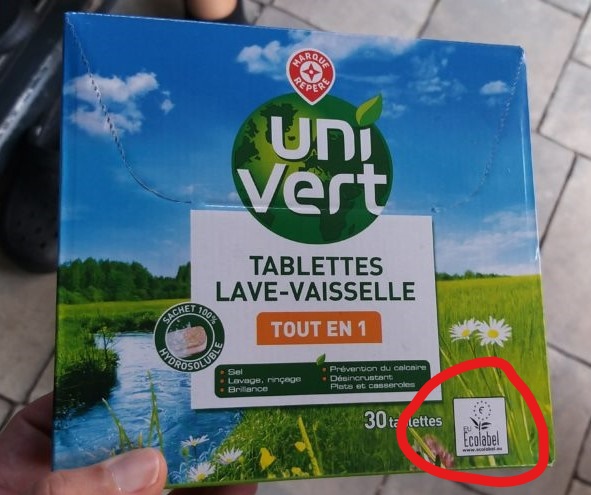 MARQUE
REPÈRE
uni
vert
TABLETTES
LAVE-VAISSELLE
TOUT EN 1
SACHET 100%
HYDROSOLUBLE
• Sel
• Lavage, rinçage
• Brillance
• Prévention du calcaire
• Désincrustant
Plats et casseroles
30 tablettes
€
EU
Ecolabel
www.ecolabel.eu